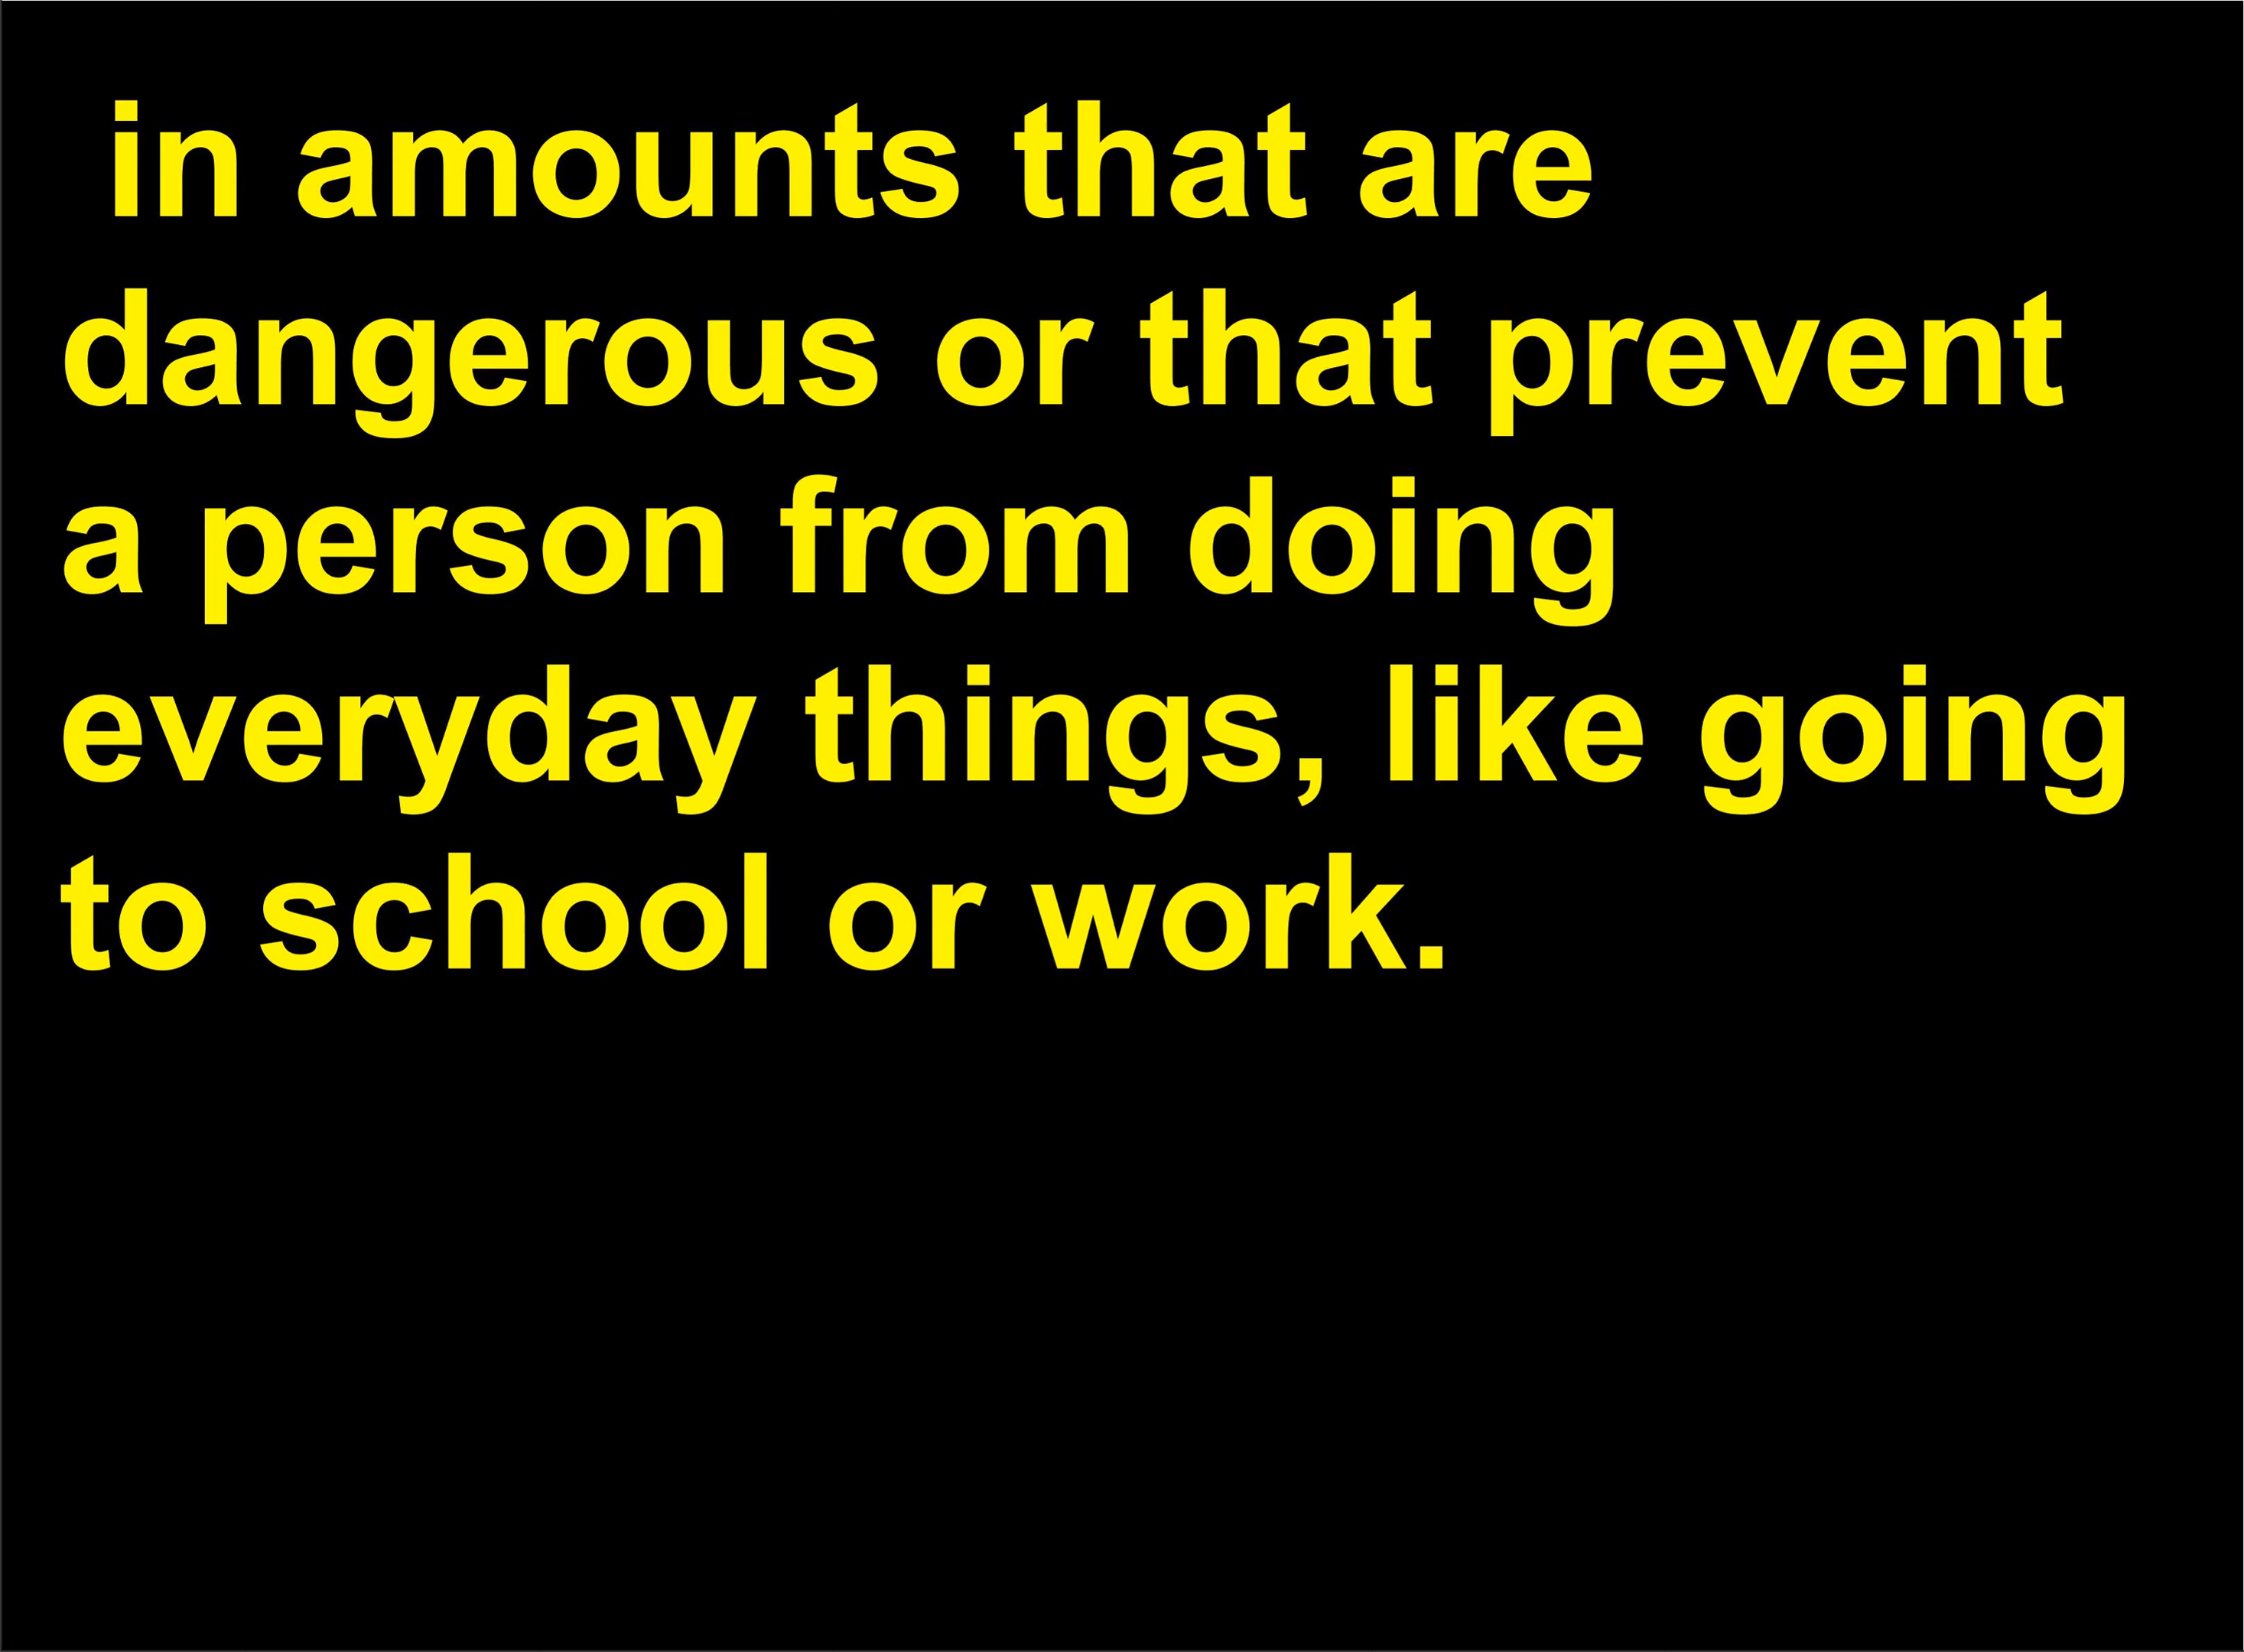 in amounts that are
dangerous or that prevent
a person from doing
everyday things, like going
to school or work.